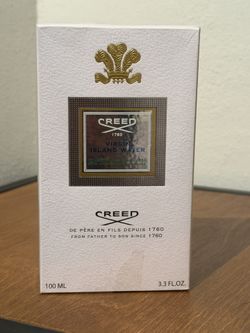 CREED
1760
VIRGIN
ISLAND WATER
CREED
DE PÈRE EN FILS DEPUIS 1760
FROM FATHER TO SON SINCE 1760
100 ML
3.3 FL.OZ.